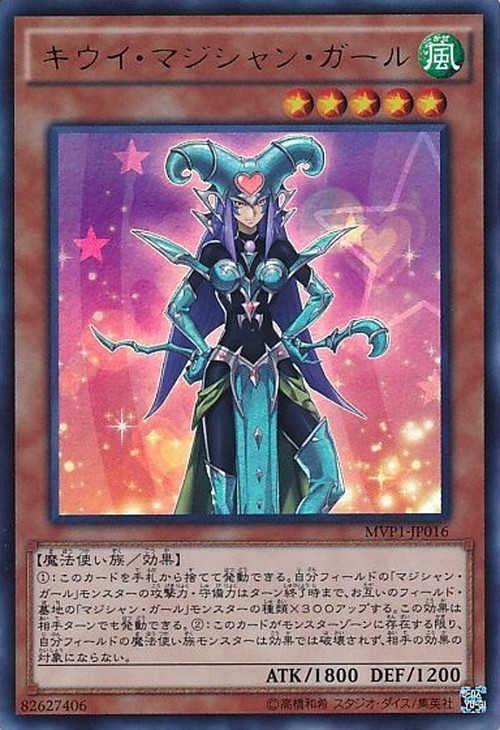 キウイ・マジシャン・ガール 風
MVP1-JP016
【魔法使い族／効果】
①:このカードを手札から捨てて発動できる。自分フィールドの「マジシャン・
ガール」モンスターの攻撃力・守備力はターン終了時まで、お互いのフィールド・
墓地の「マジシャン・ガール」モンスターの種類×300アップする。この効果は
相手ターンでも発動できる。②:このカードがモンスターゾーンに存在する限り、
自分フィールドの魔法使い族モンスターは効果では破壊されず、相手の効果の
対象にならない。
ATK/1800 DEF/1200
82627406 ©高橋和希 スタジオ・ダイス/集英社